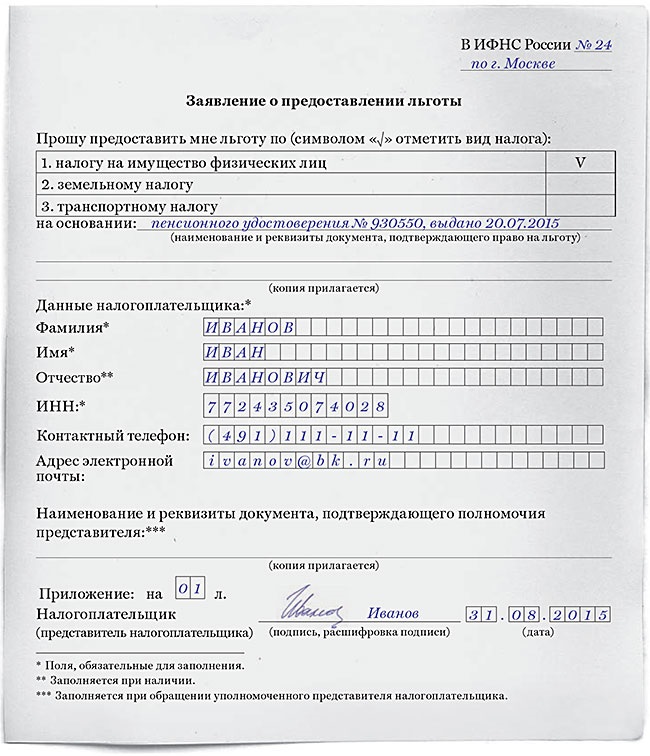 В ИФНС России № 24
по г. Москве
Заявление о предоставлении льготы
Прошу предоставить мне льготу по (символом «√» отметить вид налога):
1. налогу на имущество физических лиц V
2. земельному налогу
3. транспортному налогу
на основании: пенсионного удостоверения № 930550, выдано 20.07.2015
(наименование и реквизиты документа, подтверждающего право на льготу)
(копия прилагается)
Данные налогоплательщика:*
Фамилия* ИВАНОВ
Имя* ИВАН
Отчество** ИВАНОВИЧ
ИНН:* 772435074028
Контактный телефон: (491)111-11-11
Адрес электронной почты: ivanov@bk.ru
Наименование и реквизиты документа, подтверждающего полномочия
представителя:***
(копия прилагается)
Приложение: на 01 л.
Налогоплательщик Иванов Иванов 31.08.2015
(представитель налогоплательщика) (подпись, расшифровка подписи) (дата)
* Поля, обязательные для заполнения.
** Заполняется при наличии.
*** Заполняется при обращении уполномоченного представителя налогоплательщика.